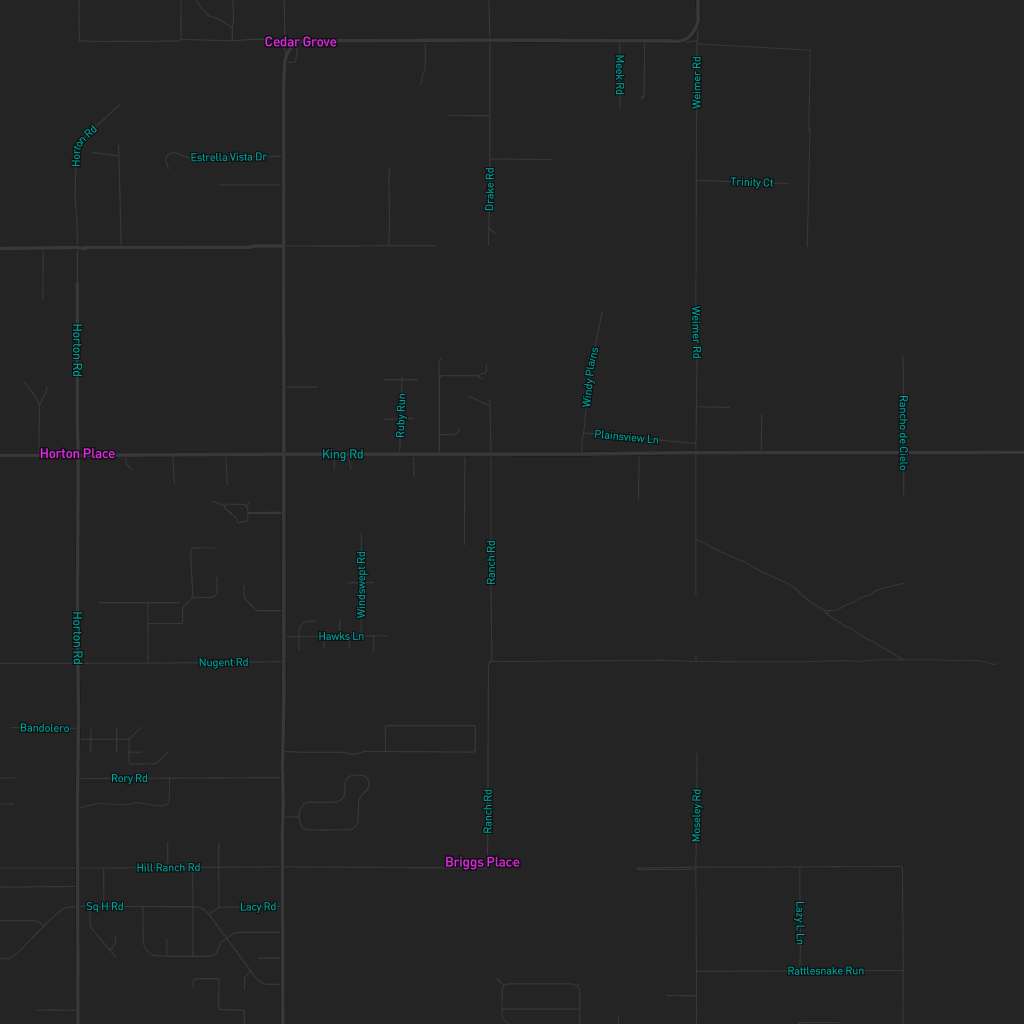 Cedar Grove
Meek Rd
Weimer Rd
Horton Rd
Estrella Vista Dr
Drake Rd
Trinity Ct
Horton Rd
Weimer Rd
Windy Plains
Ruby Run
Plainsview Ln
Rancho de Cielo
Horton Place
King Rd
Ranch Rd
Windswept Rd
Horton Rd
Hawks Ln
Nugent Rd
Bandolero
Rory Rd
Ranch Rd
Moseley Rd
Briggs Place
Hill Ranch Rd
Sq H Rd
Lacy Rd
Lazy L Ln
Rattlesnake Run